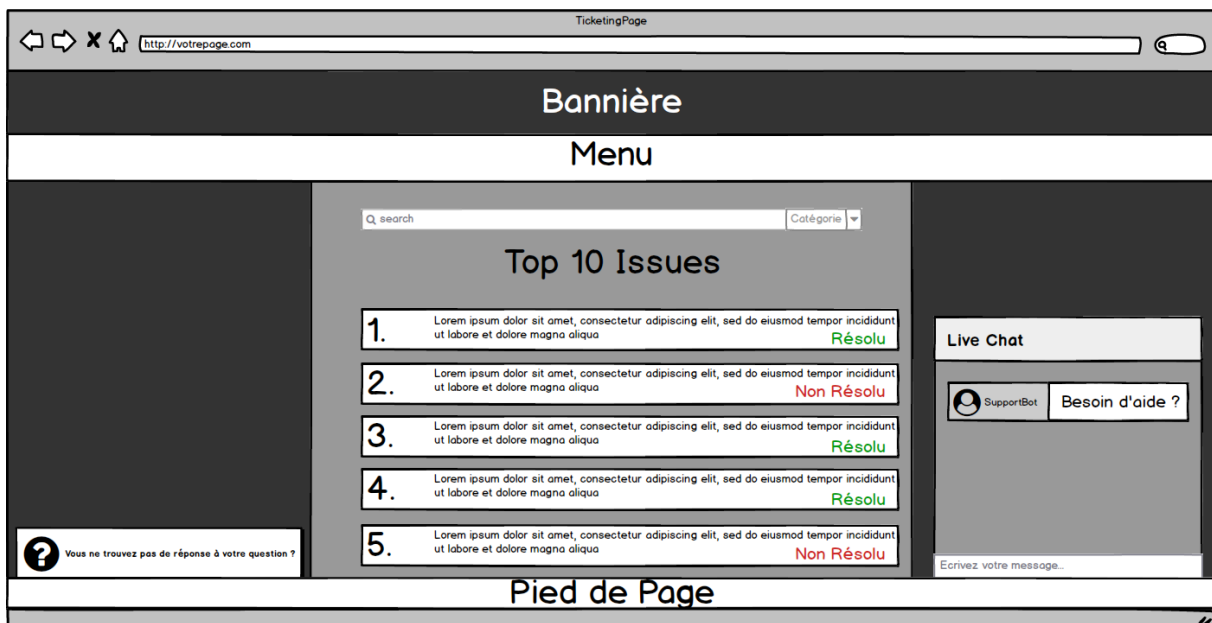 TicketingPage
http://votrepage.com
Bannière
Menu
search
Catégorie
Top 10 Issues
1.
Lorem ipsum dolor sit amet, consectetur adipiscing elit, sed do eiusmod tempor incididunt
ut labore et dolore magna aliqua
Résolu
2.
Lorem ipsum dolor sit amet, consectetur adipiscing elit, sed do eiusmod tempor incididunt
ut labore et dolore magna aliqua
Non Résolu
3.
Lorem ipsum dolor sit amet, consectetur adipiscing elit, sed do eiusmod tempor incididunt
ut labore et dolore magna aliqua
Résolu
4.
Lorem ipsum dolor sit amet, consectetur adipiscing elit, sed do eiusmod tempor incididunt
ut labore et dolore magna aliqua
Résolu
5.
Lorem ipsum dolor sit amet, consectetur adipiscing elit, sed do eiusmod tempor incididunt
ut labore et dolore magna aliqua
Non Résolu
Live Chat
SupportBot
Besoin d'aide ?
Ecrivez votre message...
? Vous ne trouvez pas de réponse à votre question ?
Pied de Page